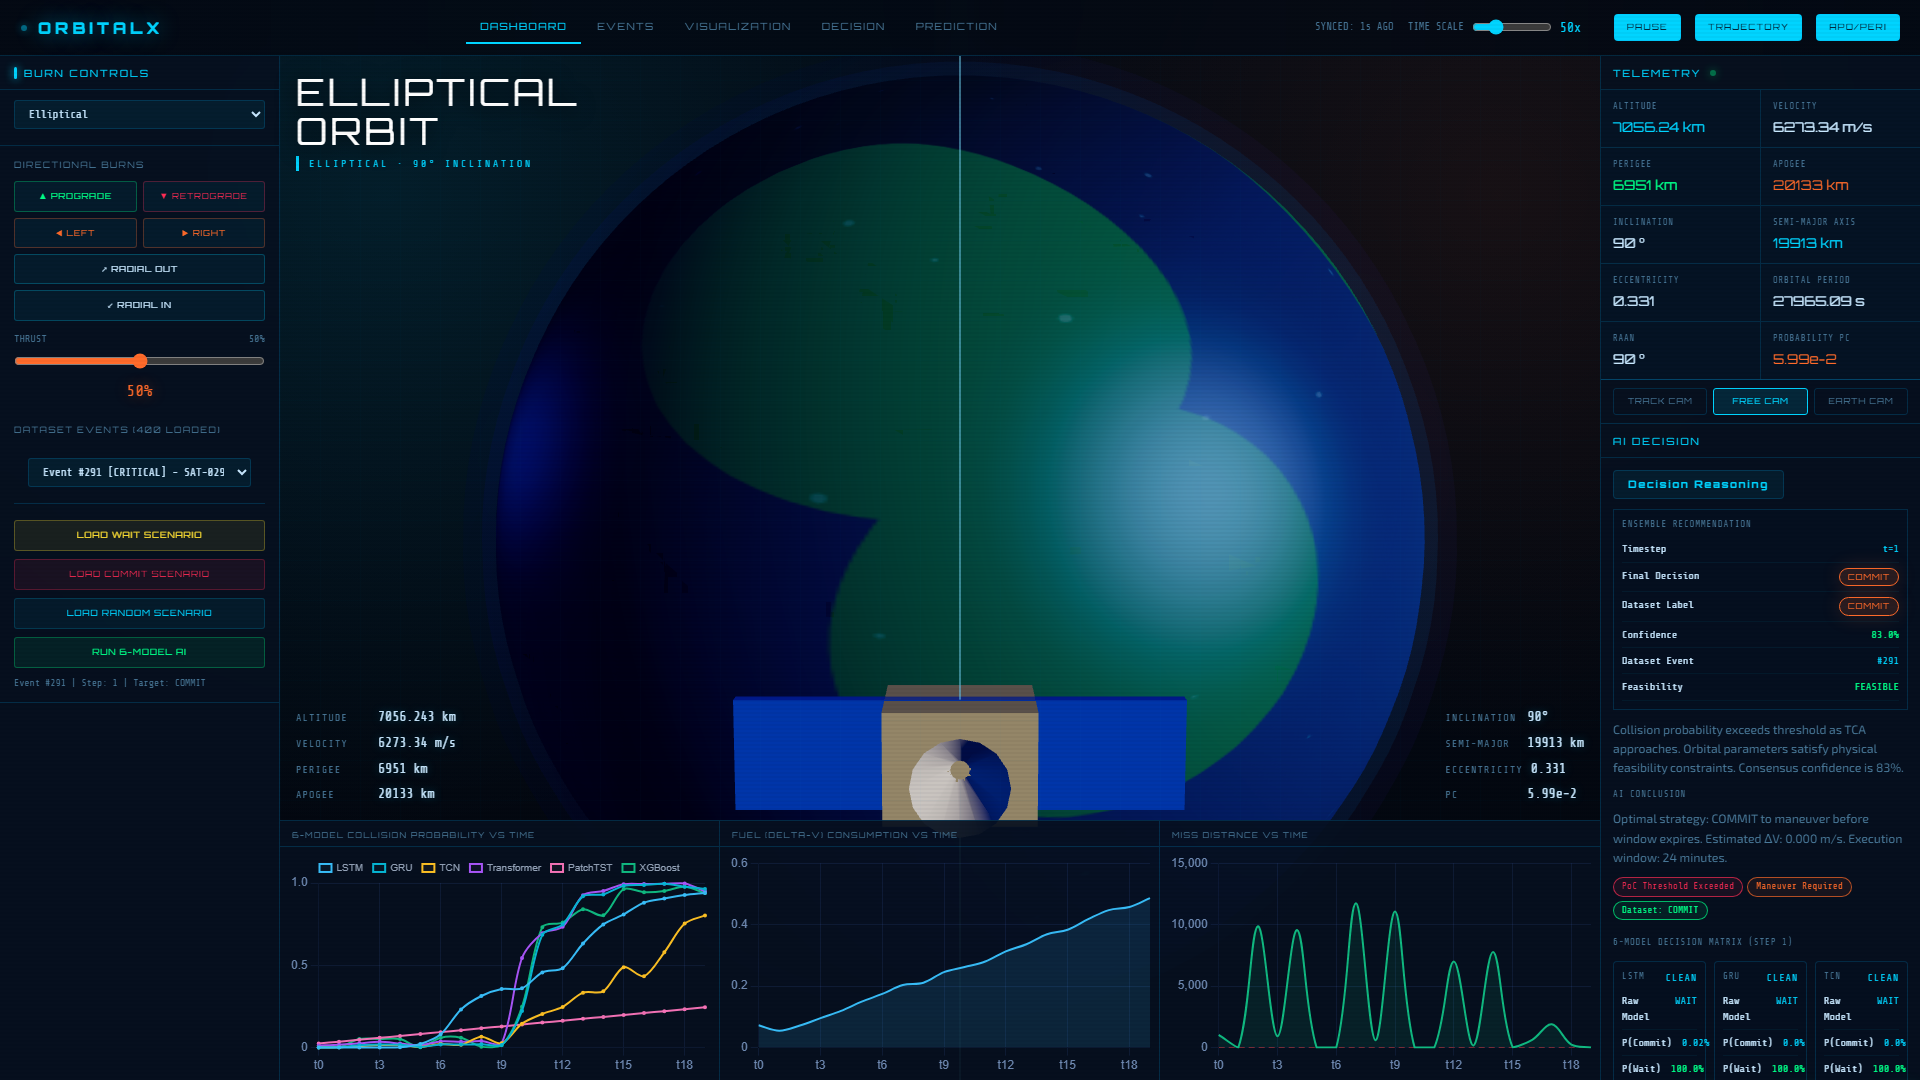 ORBITALX
DASHBOARD EVENTS VISUALIZATION DECISION PREDICTION
SYNCED: 1s AGO TIME SCALE 50x PAUSE TRAJECTORY APO/PERI
BURN CONTROLS
Elliptical
DIRECTIONAL BURNS
▲ PROGRADE ▼ RETROGRADE
◄ LEFT ► RIGHT
↗ RADIAL OUT
↙ RADIAL IN
THRUST 50%
50%
DATASET EVENTS (400 LOADED)
Event #291 [CRITICAL] - SAT-029
LOAD WAIT SCENARIO
LOAD COMMIT SCENARIO
LOAD RANDOM SCENARIO
RUN 6-MODEL AI
Event #291 | Step: 1 | Target: COMMIT
ELLIPTICAL
ORBIT
ELLIPTICAL · 90° INCLINATION
ALTITUDE 7056.243 km
VELOCITY 6273.34 m/s
PERIGEE 6951 km
APOGEE 20133 km
INCLINATION 90°
SEMI-MAJOR 19913 km
ECCENTRICITY 0.331
PC 5.99e-2
6-MODEL COLLISION PROBABILITY VS TIME
LSTM GRU TCN Transformer PatchTST XGBoost
1.0
0.5
0
t0 t3 t6 t9 t12 t15 t18
FUEL (DELTA-V) CONSUMPTION VS TIME
0.6
0.4
0.2
0
t0 t3 t6 t9 t12 t15 t18
MISS DISTANCE VS TIME
15,000
10,000
5,000
0
t0 t3 t6 t9 t12 t15 t18
TELEMETRY
ALTITUDE VELOCITY
7056.24 km 6273.34 m/s
PERIGEE APOGEE
6951 km 20133 km
INCLINATION SEMI-MAJOR AXIS
90° 19913 km
ECCENTRICITY ORBITAL PERIOD
0.331 27965.09 s
RAAN PROBABILITY PC
90° 5.99e-2
TRACK CAM FREE CAM EARTH CAM
AI DECISION
Decision Reasoning
ENSEMBLE RECOMMENDATION
Timestep t=1
Final Decision COMMIT
Dataset Label COMMIT
Confidence 83.0%
Dataset Event #291
Feasibility FEASIBLE
Collision probability exceeds threshold as TCA
approaches. Orbital parameters satisfy physical
feasibility constraints. Consensus confidence is 83%.
AI CONCLUSION
Optimal strategy: COMMIT to maneuver before
window expires. Estimated ΔV: 0.000 m/s. Execution
window: 24 minutes.
PoC Threshold Exceeded Maneuver Required
Dataset: COMMIT
6-MODEL DECISION MATRIX (STEP 1)
LSTM CLEAN GRU CLEAN TCN CLEAN
Raw Model WAIT Raw Model WAIT Raw Model WAIT
P(Commit) 0.02% P(Commit) 0.0% P(Commit) 0.0%
P(Wait) 100.0% P(Wait) 100.0% P(Wait) 100.0%